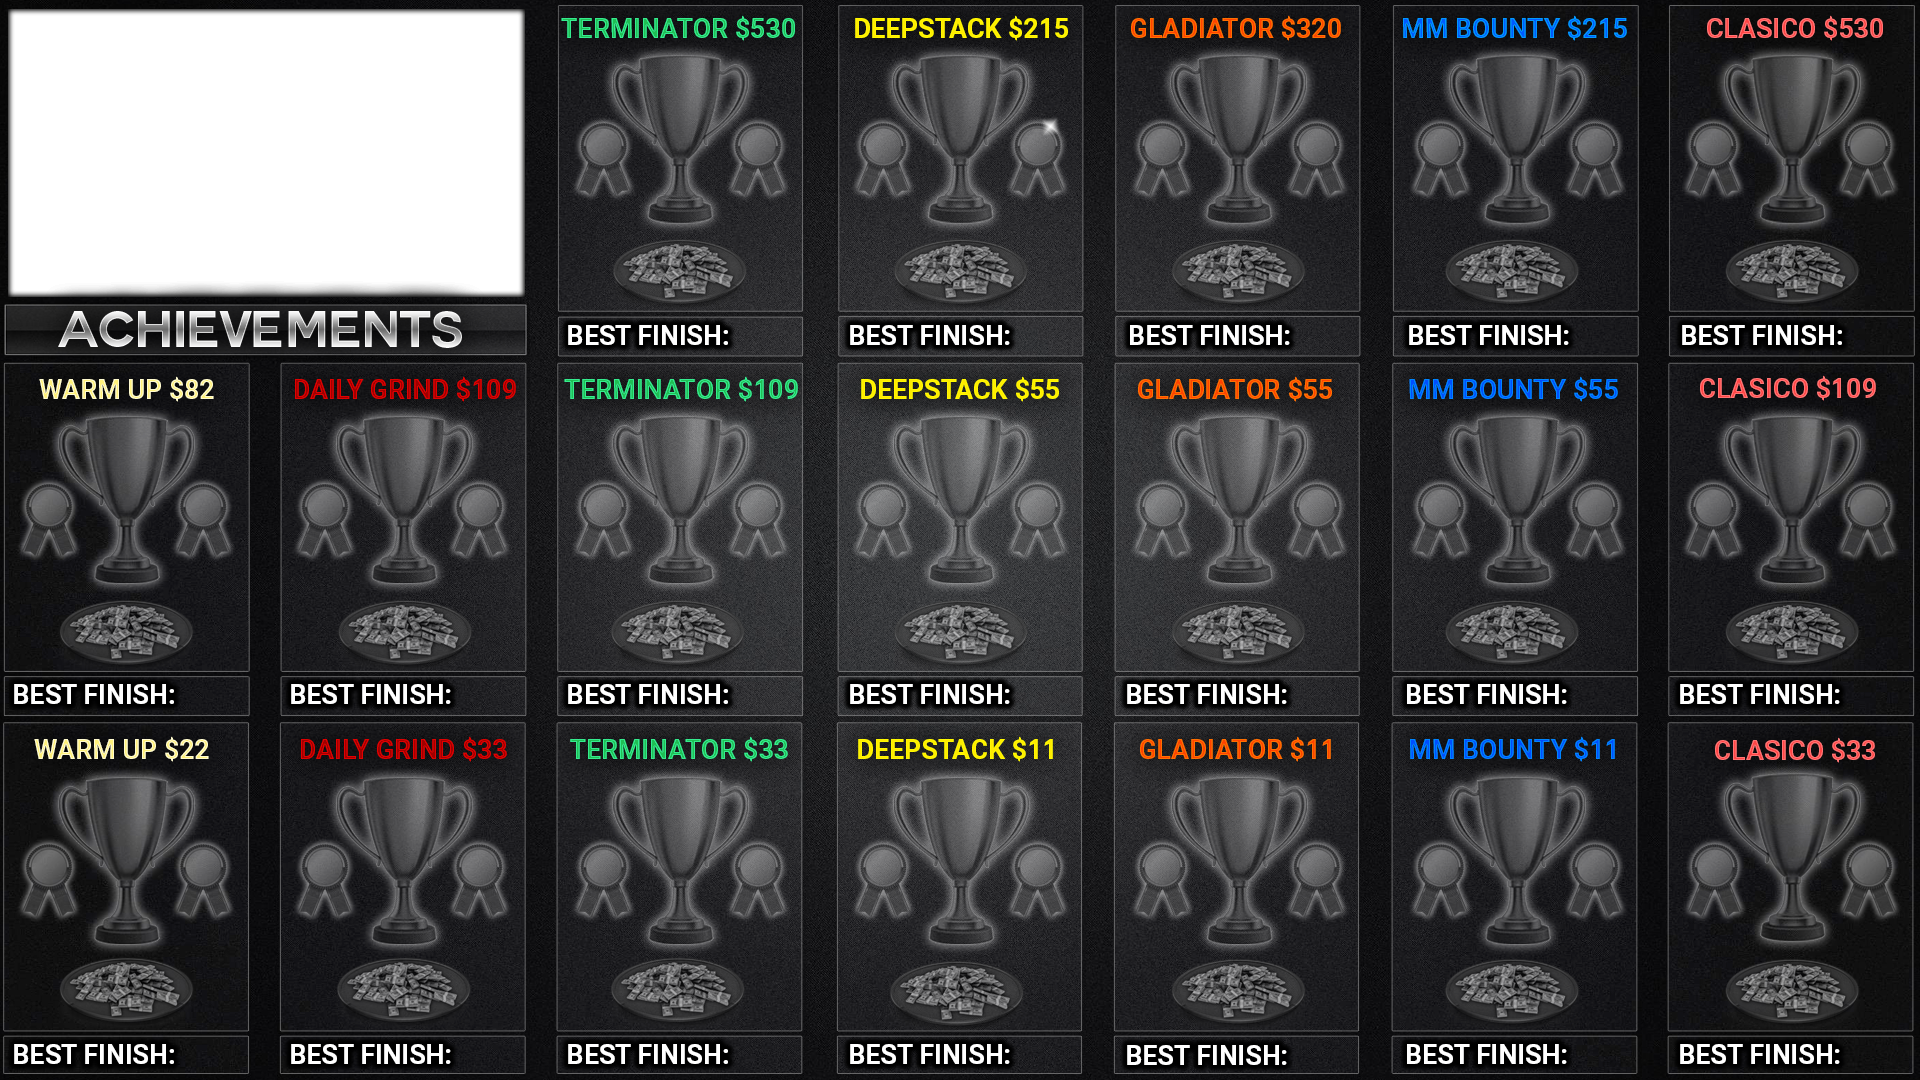 TERMINATOR $530
DEEPSTACK $215
GLADIATOR $320
MM BOUNTY $215
CLASICO $530
ACHIEVEMENTS
BEST FINISH:
BEST FINISH:
BEST FINISH:
BEST FINISH:
BEST FINISH:
WARM UP $82
DAILY GRIND $109
TERMINATOR $109
DEEPSTACK $55
GLADIATOR $55
MM BOUNTY $55
CLASICO $109
BEST FINISH:
BEST FINISH:
BEST FINISH:
BEST FINISH:
BEST FINISH:
BEST FINISH:
BEST FINISH:
WARM UP $22
DAILY GRIND $33
TERMINATOR $33
DEEPSTACK $11
GLADIATOR $11
MM BOUNTY $11
CLASICO $33
BEST FINISH:
BEST FINISH:
BEST FINISH:
BEST FINISH:
BEST FINISH:
BEST FINISH:
BEST FINISH: